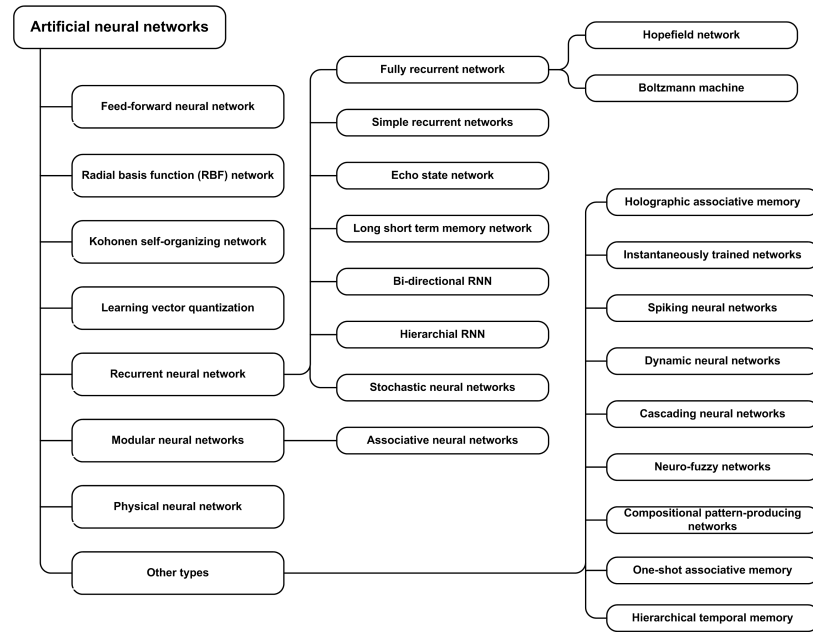 Artificial neural networks
Feed-forward neural network
Radial basis function (RBF) network
Kohonen self-organizing network
Learning vector quantization
Recurrent neural network
Modular neural networks
Physical neural network
Other types
Fully recurrent network
Simple recurrent networks
Echo state network
Long short term memory network
Bi-directional RNN
Hierarchial RNN
Stochastic neural networks
Associative neural networks
Hopefield network
Boltzmann machine
Holographic associative memory
Instantaneously trained networks
Spiking neural networks
Dynamic neural networks
Cascading neural networks
Neuro-fuzzy networks
Compositional pattern-producing
networks
One-shot associative memory
Hierarchical temporal memory